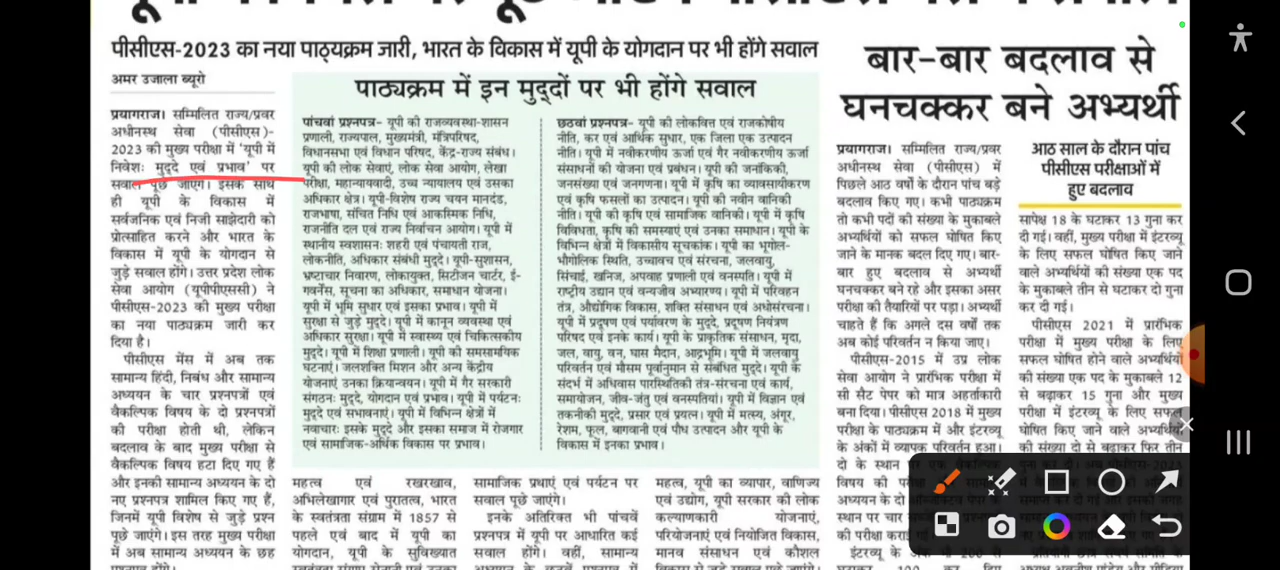 पीसीएस-2023 का नया पाठ्यक्रम जारी, भारत के विकास में यूपी के योगदान पर भी होंगे सवाल
अमर उजाला ब्यूरो
प्रयागराज। सम्मिलित राज्य/प्रवर
अधीनस्थ सेवा (पीसीएस)-
2023 की मुख्य परीक्षा में 'यूपी में
निवेशः मुद्दे एवं प्रभाव' पर
सवाल पूछे जाएंगे। इसके साथ
ही यूपी के विकास में
सर्वजनिक एवं निजी साझेदारी को
प्रोत्साहित करने और भारत के
विकास में यूपी के योगदान से
जुड़े सवाल होंगे। उत्तर प्रदेश लोक
सेवा आयोग (यूपीपीएससी) ने
पीसीएस-2023 की मुख्य परीक्षा
का नया पाठ्यक्रम जारी कर
दिया है।
पीसीएस मेंस में अब तक
सामान्य हिंदी, निबंध और सामान्य
अध्ययन के चार प्रश्नपत्रों एवं
वैकल्पिक विषय के दो प्रश्नपत्रों
की परीक्षा होती थी, लेकिन
बदलाव के बाद मुख्य परीक्षा से
वैकल्पिक विषय हटा दिए गए हैं
और इनकी सामान्य अध्ययन के दो
नए प्रश्नपत्र शामिल किए गए हैं,
जिनमें यूपी विशेष से जुड़े प्रश्न
पूछे जाएंगे। इस तरह मुख्य परीक्षा
में अब सामान्य अध्ययन के छह
पाठ्यक्रम में इन मुद्दों पर भी होंगे सवाल
पांचवां प्रश्नपत्र- यूपी की राजव्यवस्था-शासन
प्रणाली, राज्यपाल, मुख्यमंत्री, मंत्रिपरिषद,
विधानसभा एवं विधान परिषद, केंद्र-राज्य संबंध।
यूपी की लोक सेवाएं, लोक सेवा आयोग, लेखा
परीक्षा, महान्यायवादी, उच्च न्यायालय एवं उसका
अधिकार क्षेत्र। यूपी-विशेष राज्य चयन मानदंड,
राजभाषा, संचित निधि एवं आकस्मिक निधि,
राजनीति दल एवं राज्य निर्वाचन आयोग। यूपी में
स्थानीय स्वशासनः शहरी एवं पंचायती राज,
लोकनीति, अधिकार संबंधी मुद्दे। यूपी-सुशासन,
भ्रष्टाचार निवारण, लोकायुक्त, सिटीजन चार्टर, ई-
गवर्नेंस, सूचना का अधिकार, समाधान योजना।
यूपी में भूमि सुधार एवं इसका प्रभाव। यूपी में
सुरक्षा से जुड़े मुद्दे। यूपी में कानून व्यवस्था एवं
अधिकार सुरक्षा। यूपी में स्वास्थ्य एवं चिकित्सकीय
मुद्दे। यूपी में शिक्षा प्रणाली। यूपी की समसामयिक
घटनाएं। जलशक्ति मिशन और अन्य केंद्रीय
योजनाएं उनका क्रियान्वयन। यूपी में गैर सरकारी
संगठनः मुद्दे, योगदान एवं प्रभाव। यूपी में पर्यटनः
मुद्दे एवं सभावनाएं। यूपी में विभिन्न क्षेत्रों में
नवाचारः इसके मुद्दे और इसका समाज में रोजगार
एवं सामाजिक-अर्थिक विकास पर प्रभाव।
छठवां प्रश्नपत्र- यूपी की लोकवित्त एवं राजकोषीय
नीति, कर एवं आर्थिक सुधार, एक जिला एक उत्पादन
नीति। यूपी में नवीकरणीय ऊर्जा एवं गैर नवीकरणीय ऊर्जा
संसाधनों की योजना एवं प्रबंधन। यूपी की जनांकिकी,
जनसंख्या एवं जनगणना। यूपी में कृषि का व्यावसायीकरण
एवं कृषि फसलों का उत्पादन। यूपी की नवीन वानिकी
नीति। यूपी की कृषि एवं सामाजिक वानिकी। यूपी में कृषि
विविधता, कृषि की समस्याएं एवं उनका समाधान। यूपी के
विभिन्न क्षेत्रों में विकासीय सूचकांक। यूपी का भूगोल-
भौगोलिक स्थिति, उच्चावच एवं संरचना, जलवायु,
सिंचाई, खनिज, अपवाह प्रणाली एवं वनस्पति। यूपी में
राष्ट्रीय उद्यान एवं वन्यजीव अभ्यारण्य। यूपी में परिवहन
तंत्र, औद्योगिक विकास, शक्ति संसाधन एवं अधोसंरचना।
यूपी में प्रदूषण एवं पर्यावरण के मुद्दे, प्रदूषण नियंत्रण
परिषद एवं इनके कार्य। यूपी के प्राकृतिक संसाधन, मृदा,
जल, वायु, वन, घास मैदान, आद्रभूमि। यूपी में जलवायु
परिवर्तन एवं मौसम पूर्वानुमान से संबंधित मुद्दे। यूपी के
संदर्भ में अधिवास पारस्थितिकी तंत्र-संरचना एवं कार्य,
समायोजन, जीव-जंतु एवं वनस्पतियां। यूपी में विज्ञान एवं
तकनीकी मुद्दे, प्रसार एवं प्रयत्न। यूपी में मत्स्य, अंगूर,
रेशम, फूल, बागवानी एवं पौध उत्पादन और यूपी के
विकास में इनका प्रभाव।
महत्व एवं रखरखाव,
अभिलेखागार एवं पुरातत्व, भारत
के स्वतंत्रता संग्राम में 1857 से
पहले एवं बाद में यूपी का
योगदान, यूपी के सुविख्यात
सामाजिक प्रथाएं एवं पर्यटन पर
सवाल पूछे जाएंगे।
इनके अतिरिक्त भी पांचवें
प्रश्नपत्र में यूपी पर आधारित कई
सवाल होंगे। वहीं, सामान्य
महत्व, यूपी का व्यापार, वाणिज्य
एवं उद्योग, यूपी सरकार की लोक
कल्याणकारी योजनाएं,
परियोजनाएं एवं नियोजित विकास,
मानव संसाधन एवं कौशल
बार-बार बदलाव से
घनचक्कर बने अभ्यर्थी
प्रयागराज। सम्मिलित राज्य/प्रवर
अधीनस्थ सेवा (पीसीएस) में
पिछले आठ वर्षों के दौरान पांच बड़े
बदलाव किए गए। कभी पाठ्यक्रम
तो कभी पदों की संख्या के मुकाबले
अभ्यर्थियों को सफल घोषित किए
जाने के मानक बदल दिए गए। बार-
बार हुए बदलाव से अभ्यर्थी
घनचक्कर बने रहे और इसका असर
परीक्षा की तैयारियों पर पड़ा। अभ्यर्थी
चाहते हैं कि अगले दस वर्षों तक
अब कोई परिवर्तन न किया जाए।
पीसीएस-2015 में उप्र लोक
सेवा आयोग ने प्रारंभिक परीक्षा में
सी सैट पेपर को मात्र अहर्ताकारी
बना दिया। पीसीएस 2018 में मुख्य
परीक्षा के पाठ्यक्रम में और इंटरव्यू
के अंकों में व्यापक परिवर्तन हुआ।
दो के स्थान
विषय की
अध्ययन के दो
स्थान पर चार
की परीक्षा
इंटरव्यू के
आठ साल के दौरान पांच
पीसीएस परीक्षाओं में
हुए बदलाव
सापेक्ष 18 के घटाकर 13 गुना कर
दी गई। वहीं, मुख्य परीक्षा में इंटरव्यू
के लिए सफल घोषित किए जाने
वाले अभ्यर्थियों की संख्या एक पद
के मुकाबले तीन से घटाकर दो गुना
कर दी गई।
पीसीएस 2021 में प्रारंभिक
परीक्षा में मुख्य परीक्षा के लिए
सफल घोषित होने वाले अभ्यर्थियों
की संख्या एक पद के मुकाबले 12
से बढ़ाकर 15 गुना और मुख्य
परीक्षा में इंटरव्यू के लिए सफल
घोषित किए जाने वाले अभ्यर्थियों
की संख्या दो से बढ़ाकर फिर तीन